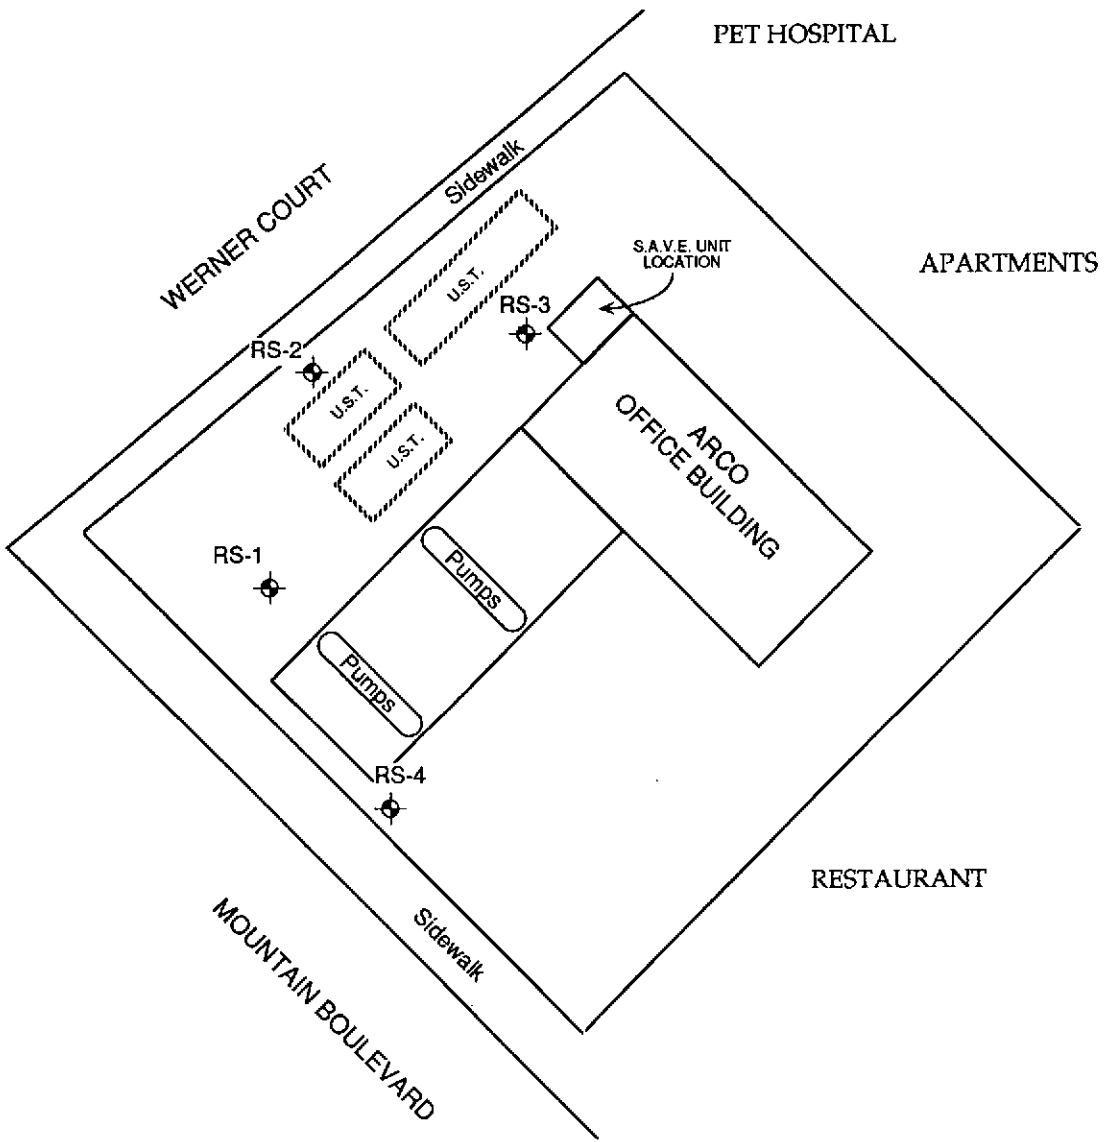 PET HOSPITAL
Sidewalk
WERNER COURT
S.A.V.E. UNIT
LOCATION
APARTMENTS
U.S.T.
RS-3
RS-2
U.S.T.
U.S.T.
ARCO
OFFICE BUILDING
RS-1
Pumps
Pumps
RS-4
RESTAURANT
Sidewalk
MOUNTAIN BOULEVARD